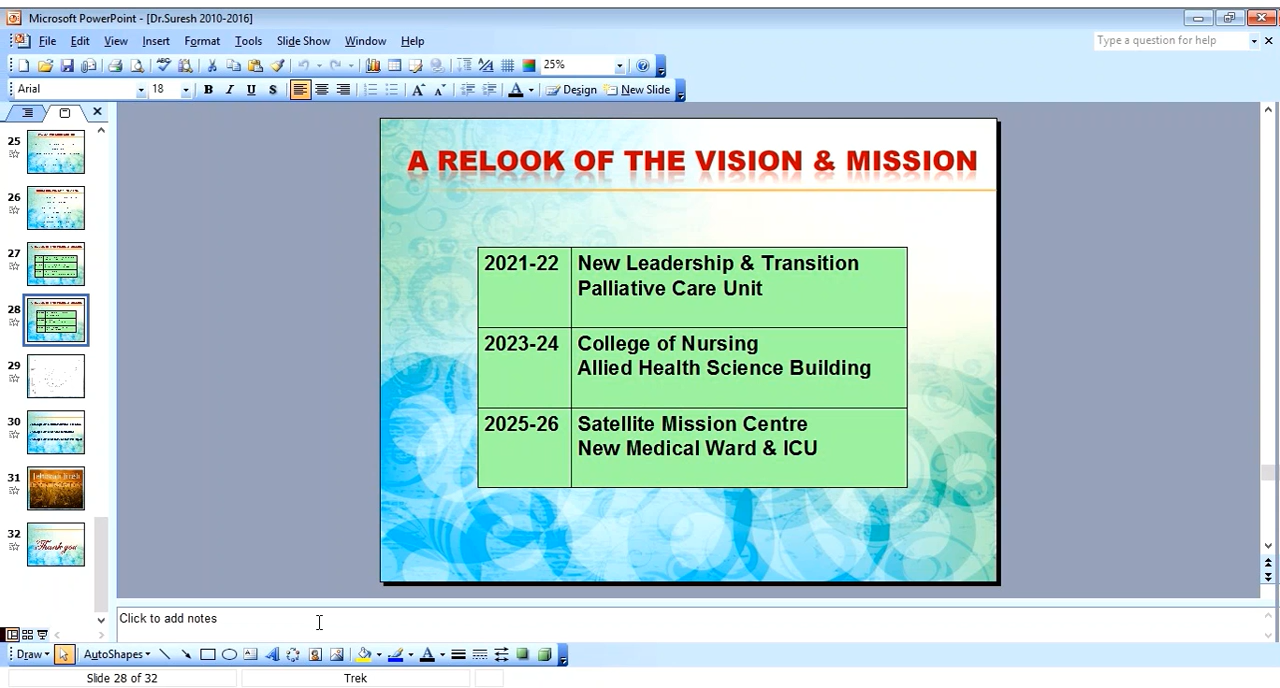 Microsoft PowerPoint - [Dr.Suresh 2010-2016]
File Edit View Insert Format Tools Slide Show Window Help
Type a question for help
25%
Arial 18 B I U S A A A Design New Slide
25
26
27
28
29
30
31
32
Thank you
A RELOOK OF THE VISION & MISSION
2021-22 New Leadership & Transition
Palliative Care Unit
2023-24 College of Nursing
Allied Health Science Building
2025-26 Satellite Mission Centre
New Medical Ward & ICU
Click to add notes
Draw AutoShapes A
Slide 28 of 32 Trek